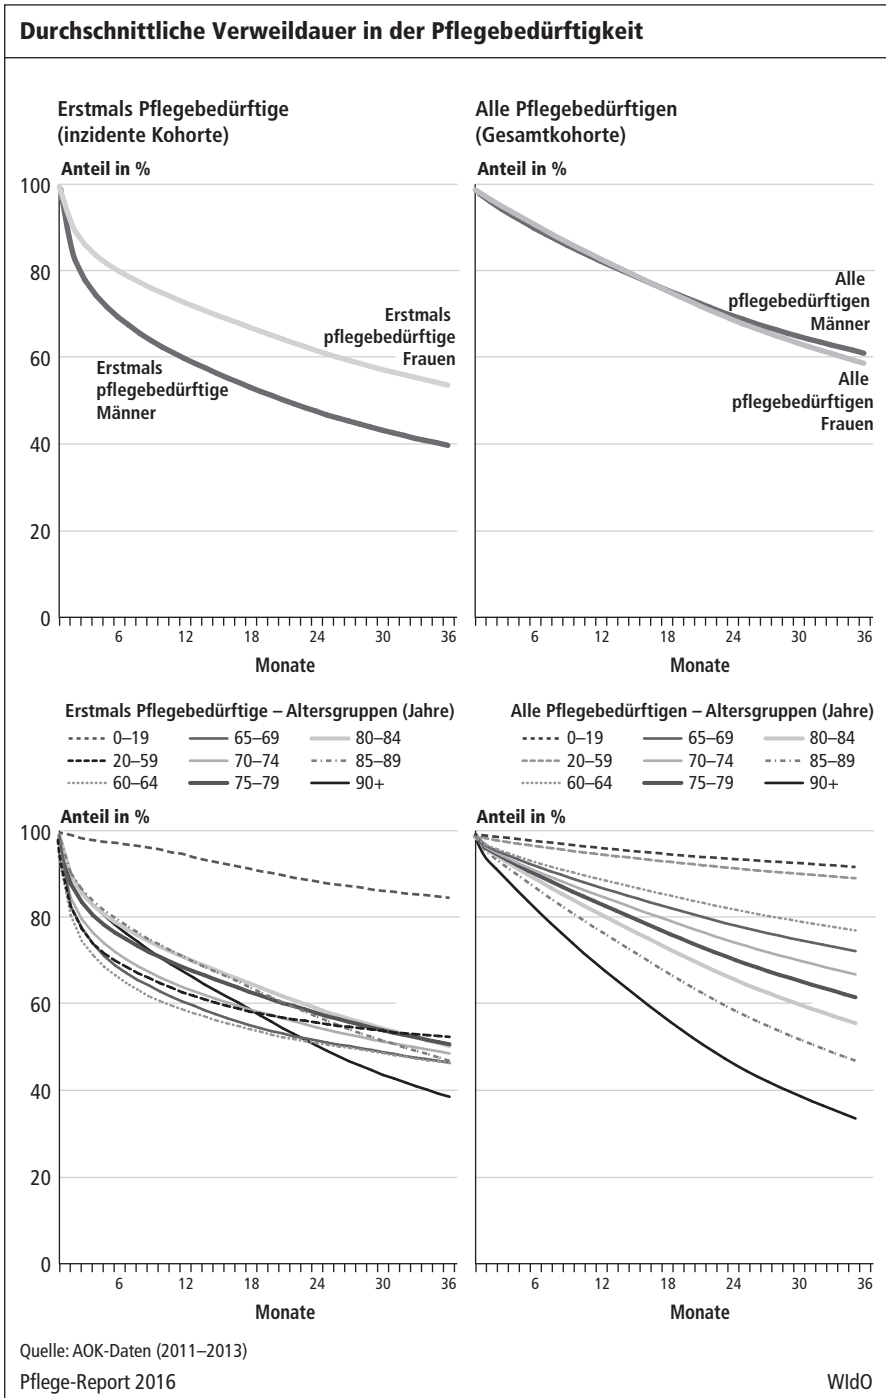 Durchschnittliche Verweildauer in der Pflegebedürftigkeit
Erstmals Pflegebedürftige
(inzidente Kohorte)
Anteil in %
100
80
60
40
20
0
Erstmals
pflegebedürftige
Frauen
Erstmals
pflegebedürftige
Männer
6 12 18 24 30 36
Monate
Alle Pflegebedürftigen
(Gesamtkohorte)
Anteil in %
Alle
pflegebedürftigen
Männer
Alle
pflegebedürftigen
Frauen
6 12 18 24 30 36
Monate
Erstmals Pflegebedürftige – Altersgruppen (Jahre)
0–19 65–69 80–84
20–59 70–74 85–89
60–64 75–79 90+
Anteil in %
100
80
60
40
20
0
6 12 18 24 30 36
Monate
Alle Pflegebedürftigen – Altersgruppen (Jahre)
0–19 65–69 80–84
20–59 70–74 85–89
60–64 75–79 90+
Anteil in %
6 12 18 24 30 36
Monate
Quelle: AOK-Daten (2011–2013)
Pflege-Report 2016 WIdO